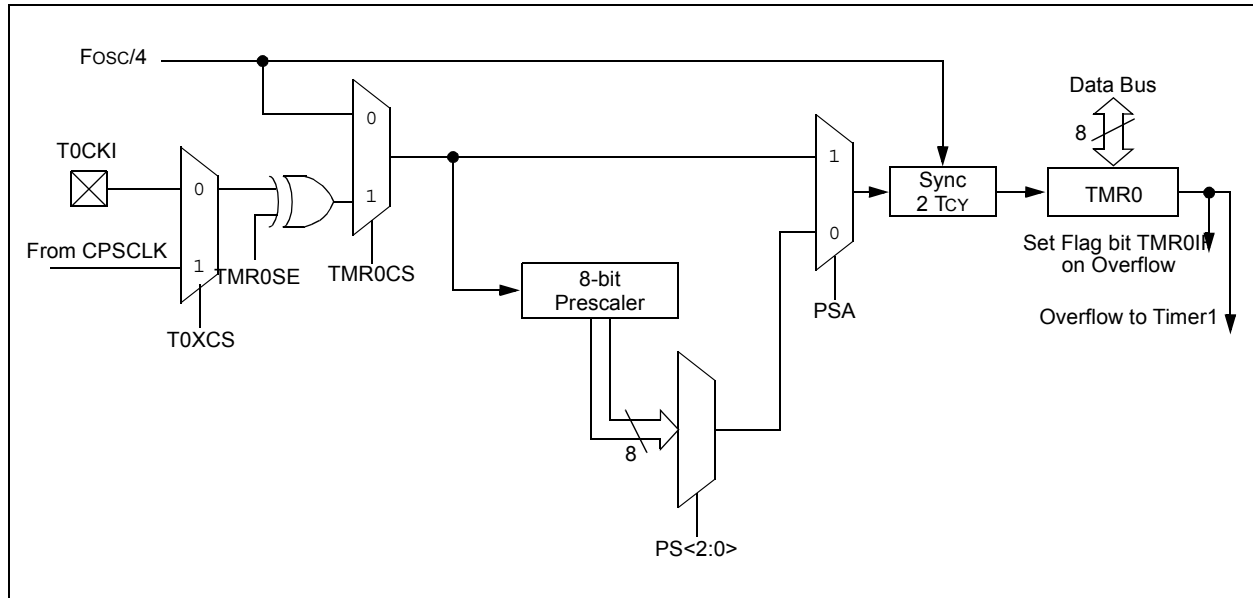 FOSC/4
Data Bus
8
T0CKI
0
1
0
1
0
1
Sync
2 TCY
TMR0
From CPSCLK
TMR0SE
TMR0CS
T0XCS
8-bit
Prescaler
PSA
Set Flag bit TMR0IF
on Overflow
Overflow to Timer1
8
PS<2:0>